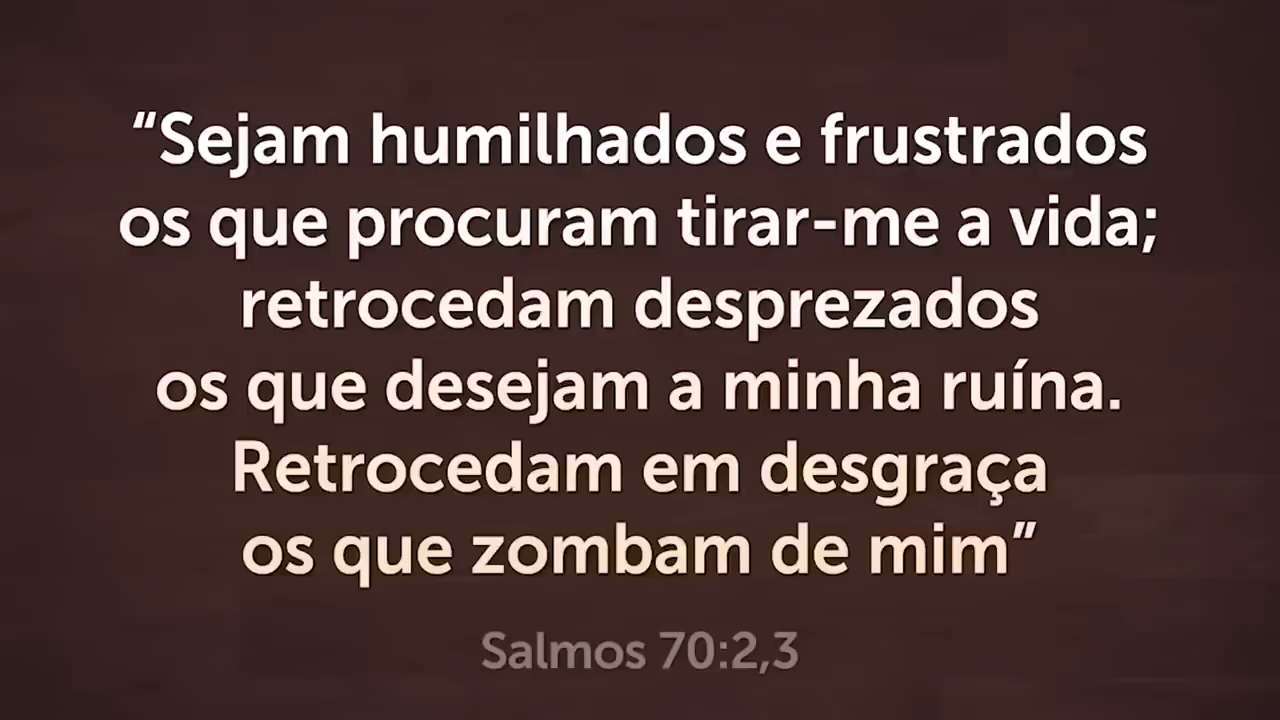 “Sejam humilhados e frustrados
os que procuram tirar-me a vida;
retrocedam desprezados
os que desejam a minha ruína.
Retrocedam em desgraça
os que zombam de mim”
Salmos 70:2,3